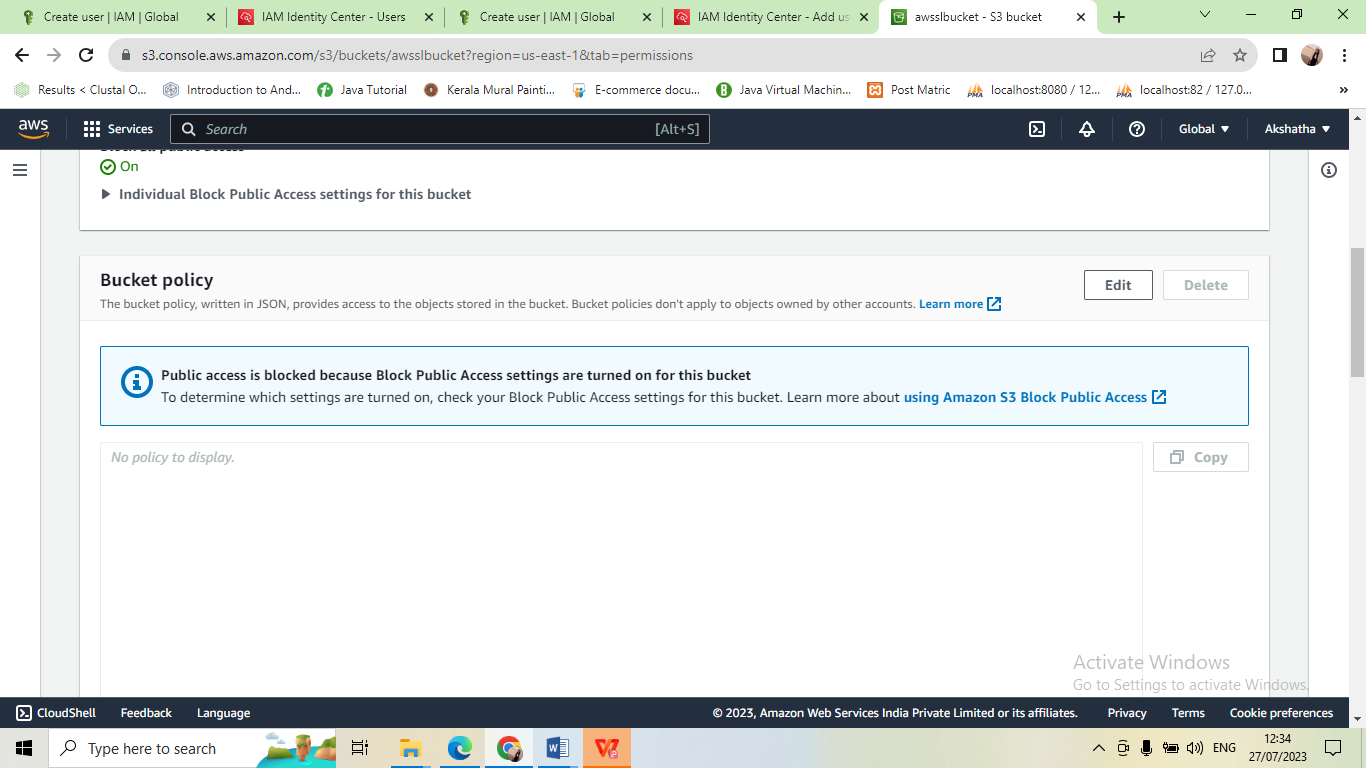 Create user | IAM | Global
IAM Identity Center - Users
Create user | IAM | Global
IAM Identity Center - Add us
awsslbucket - S3 bucket
s3.console.aws.amazon.com/s3/buckets/awsslbucket?region=us-east-1&tab=permissions
Results < Clustal O...
Introduction to And...
Java Tutorial
Kerala Mural Painti...
E-commerce docu...
Java Virtual Machin...
Post Matric
localhost:8080 / 12...
localhost:82 / 127.0...
»
aws
Services
Search
[Alt+S]
Global
Akshatha
Block all public access
On
Individual Block Public Access settings for this bucket
Bucket policy
Edit
Delete
The bucket policy, written in JSON, provides access to the objects stored in the bucket. Bucket policies don't apply to objects owned by other accounts. Learn more
Public access is blocked because Block Public Access settings are turned on for this bucket
To determine which settings are turned on, check your Block Public Access settings for this bucket. Learn more about using Amazon S3 Block Public Access
No policy to display.
Copy
Activate Windows
Go to Settings to activate Windows.
CloudShell
Feedback
Language
© 2023, Amazon Web Services India Private Limited or its affiliates.
Privacy
Terms
Cookie preferences
Type here to search
ENG
12:34
27/07/2023